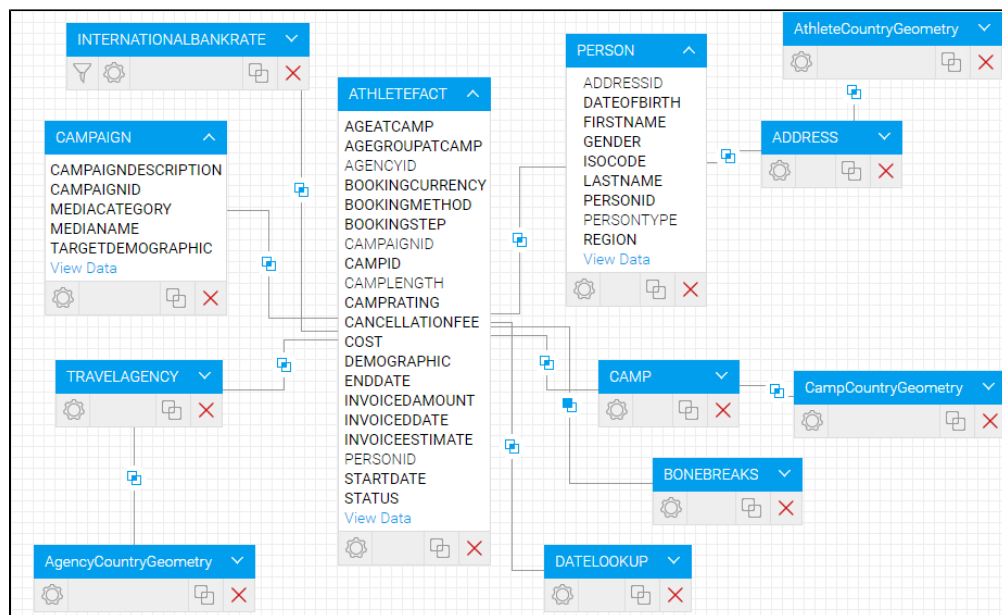 INTERNATIONALBANKRATE
CAMPAIGN
CAMPAIGNDESCRIPTION
CAMPAIGNID
MEDIACATEGORY
MEDIANAME
TARGETDEMOGRAPHIC
View Data
TRAVELAGENCY
AgencyCountryGeometry
ATHLETEFACT
AGEATCAMP
AGEGROUPATCAMP
AGENCYID
BOOKINGCURRENCY
BOOKINGMETHOD
BOOKINGSTEP
CAMPAIGNID
CAMPID
CAMPLENGTH
CAMPRATING
CANCELLATIONFEE
COST
DEMOGRAPHIC
ENDDATE
INVOICEDAMOUNT
INVOICEDDATE
INVOICEESTIMATE
PERSONID
STARTDATE
STATUS
View Data
PERSON
ADDRESSID
DATEOFBIRTH
FIRSTNAME
GENDER
ISOCODE
LASTNAME
PERSONID
PERSONTYPE
REGION
View Data
AthleteCountryGeometry
ADDRESS
CAMP
CampCountryGeometry
BONEBREAKS
DATELOOKUP